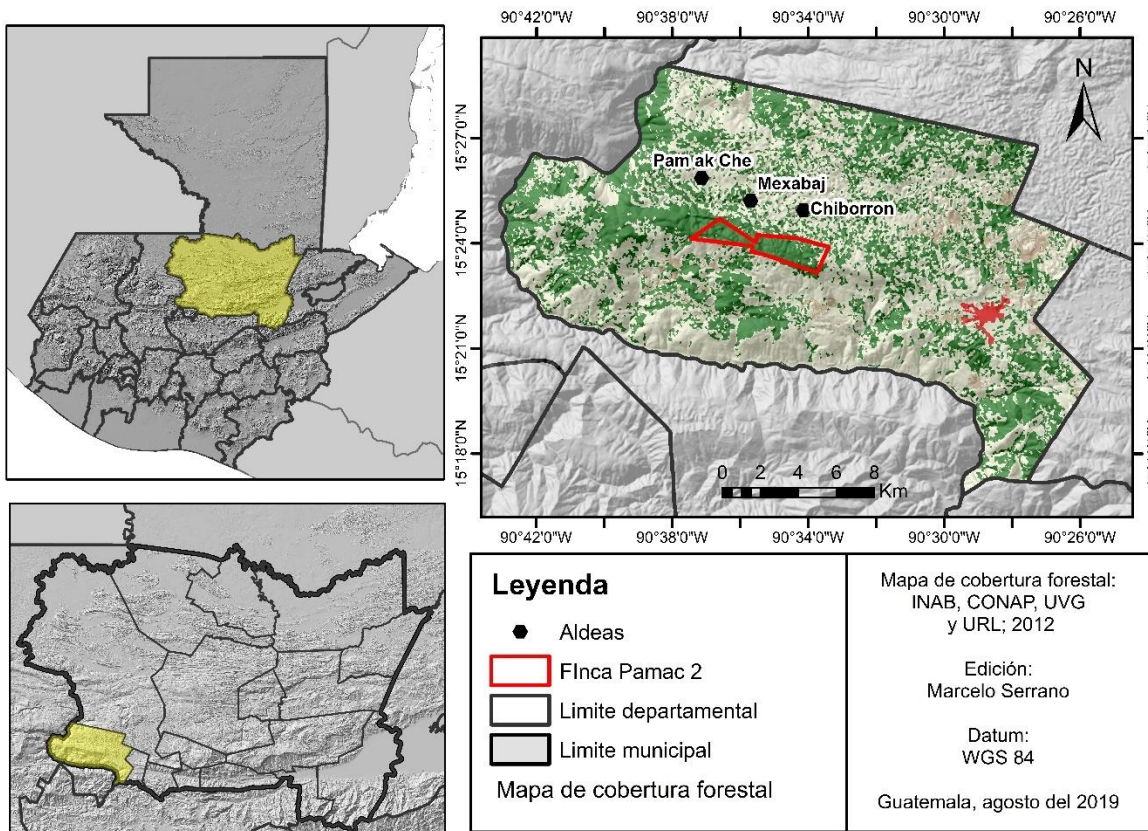 90°42'0"W 90°38'0"W 90°34'0"W 90°30'0"W 90°26'0"W
N
15°27'0"N
15°24'0"N
15°21'0"N
15°18'0"N
Pam ak Che
Mexabaj
Chiborron
0 2 4 6 8
Km
90°42'0"W 90°38'0"W 90°34'0"W 90°30'0"W 90°26'0"W
Leyenda
Aldeas
FInca Pamac 2
Limite departamental
Limite municipal
Mapa de cobertura forestal
Mapa de cobertura forestal:
INAB, CONAP, UVG
y URL; 2012
Edición:
Marcelo Serrano
Datum:
WGS 84
Guatemala, agosto del 2019